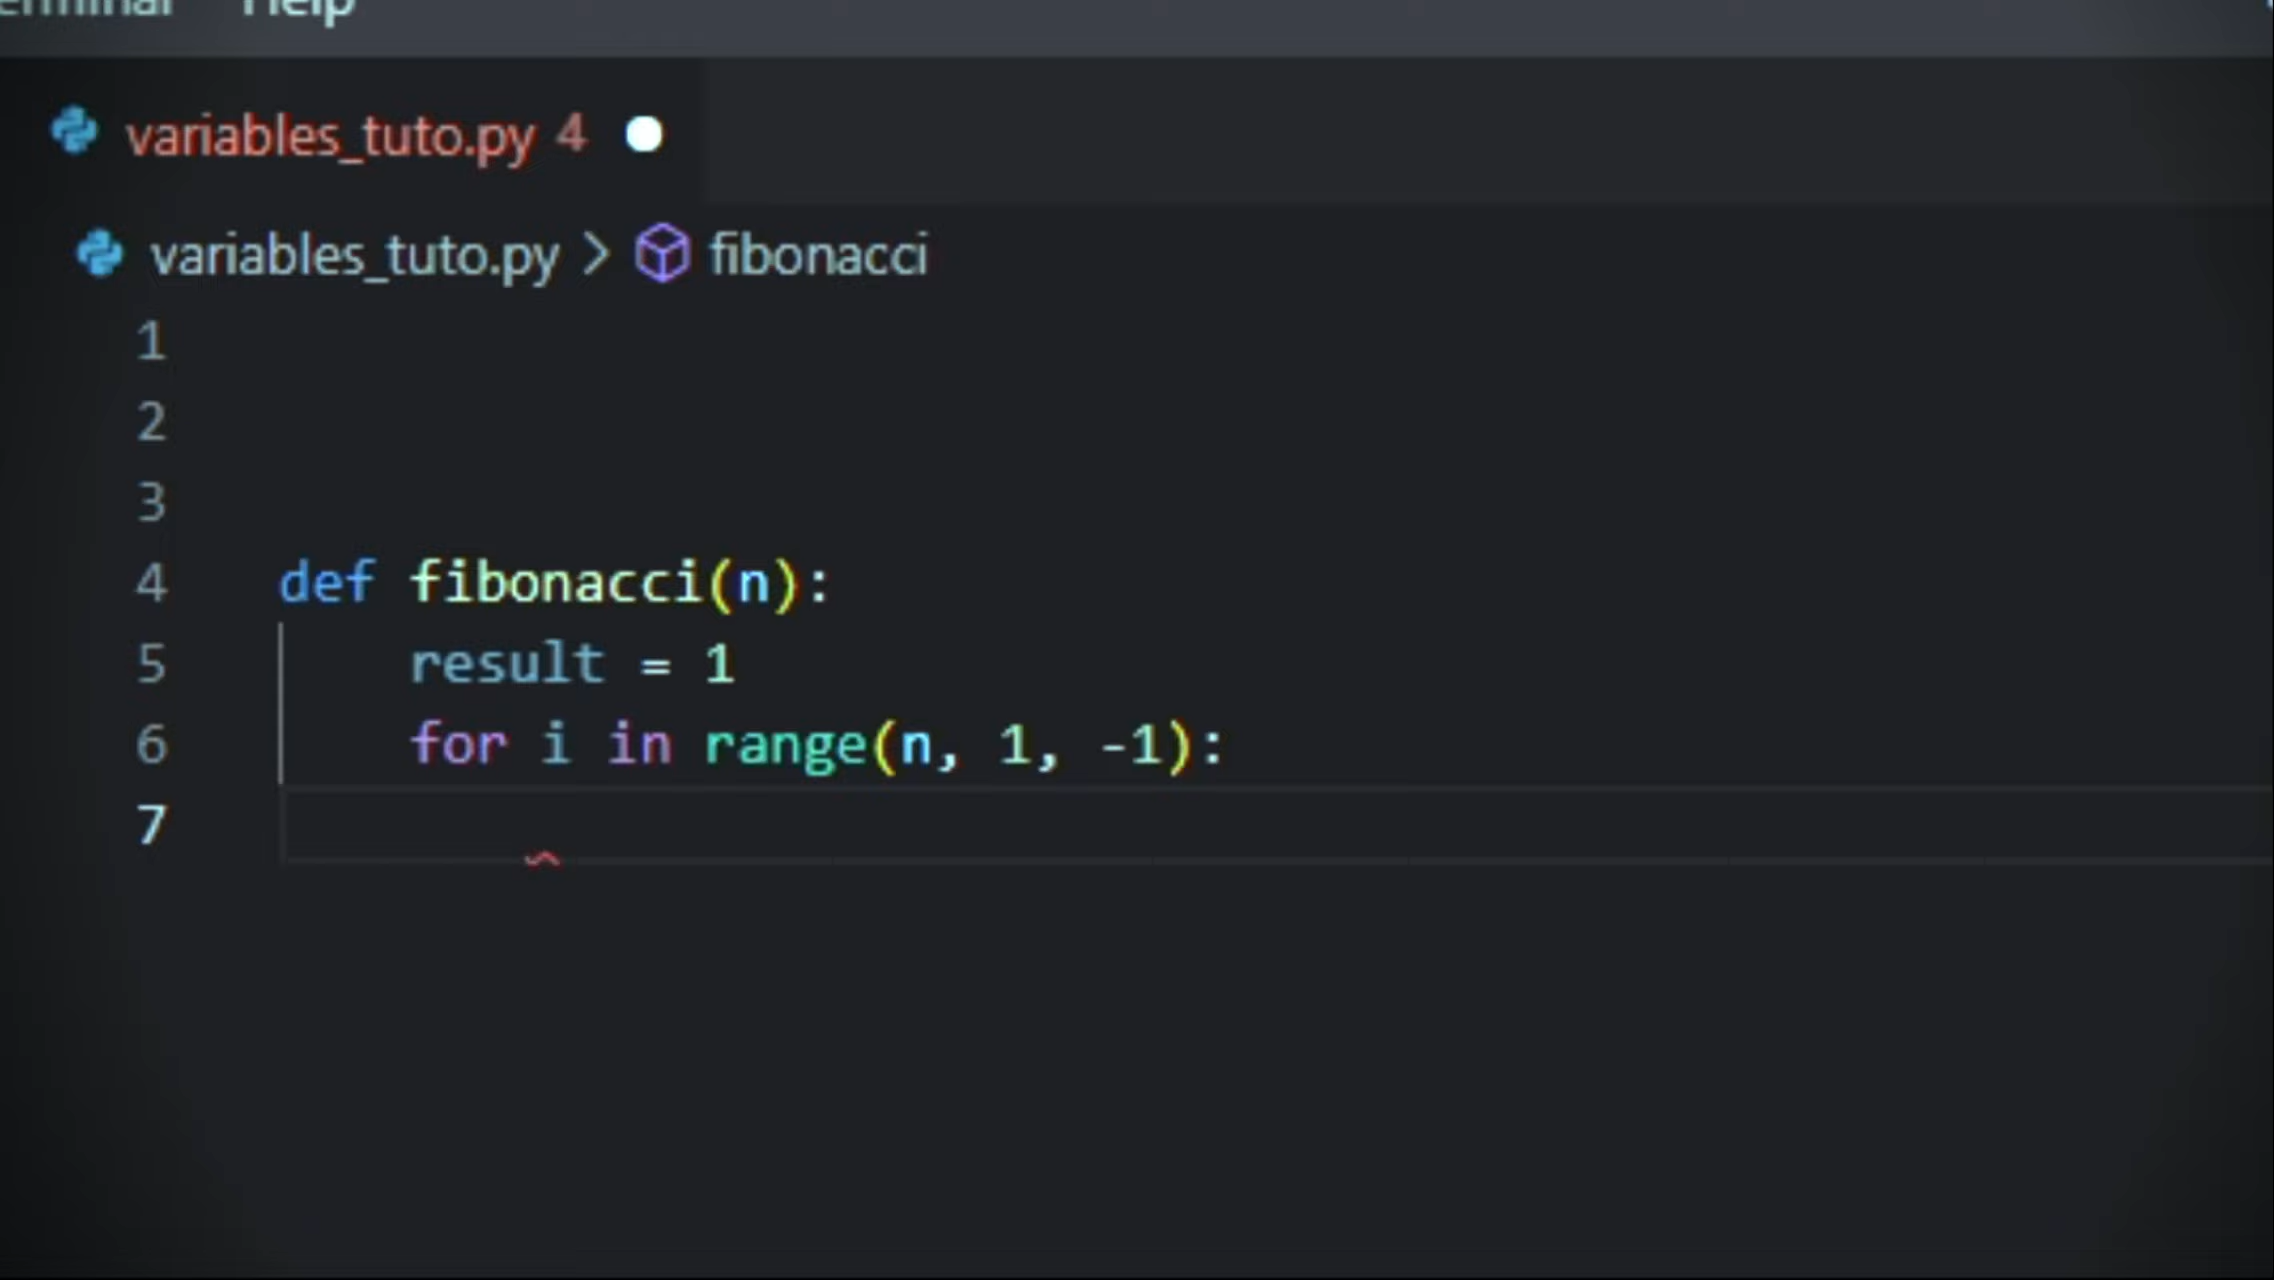 Help
variables_tuto.py 4
variables_tuto.py > fibonacci
1
2
3
4 def fibonacci(n):
5 result = 1
6 for i in range(n, 1, -1):
7